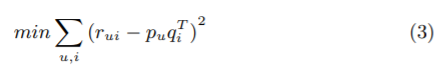 min ∑_{u,i} (r_{ui} − p_u q_i^T)^2 (3)